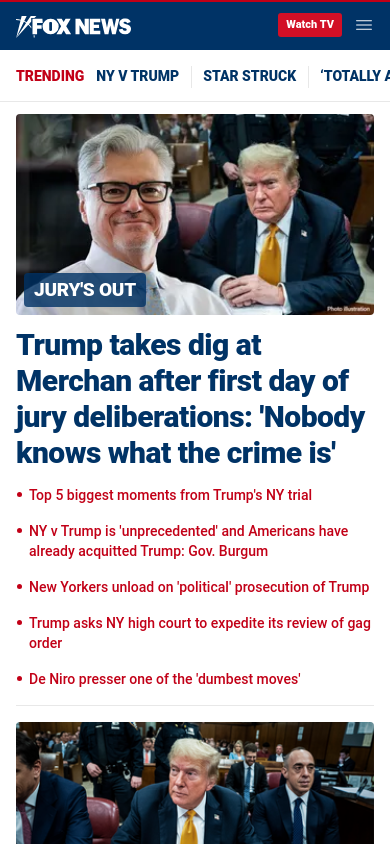 FOX NEWS
Watch TV
TRENDING NY V TRUMP STAR STRUCK ‘TOTALLY A
JURY'S OUT
Photo illustration
Trump takes dig at
Merchan after first day of
jury deliberations: 'Nobody
knows what the crime is'
• Top 5 biggest moments from Trump's NY trial
• NY v Trump is 'unprecedented' and Americans have
already acquitted Trump: Gov. Burgum
• New Yorkers unload on 'political' prosecution of Trump
• Trump asks NY high court to expedite its review of gag
order
• De Niro presser one of the 'dumbest moves'